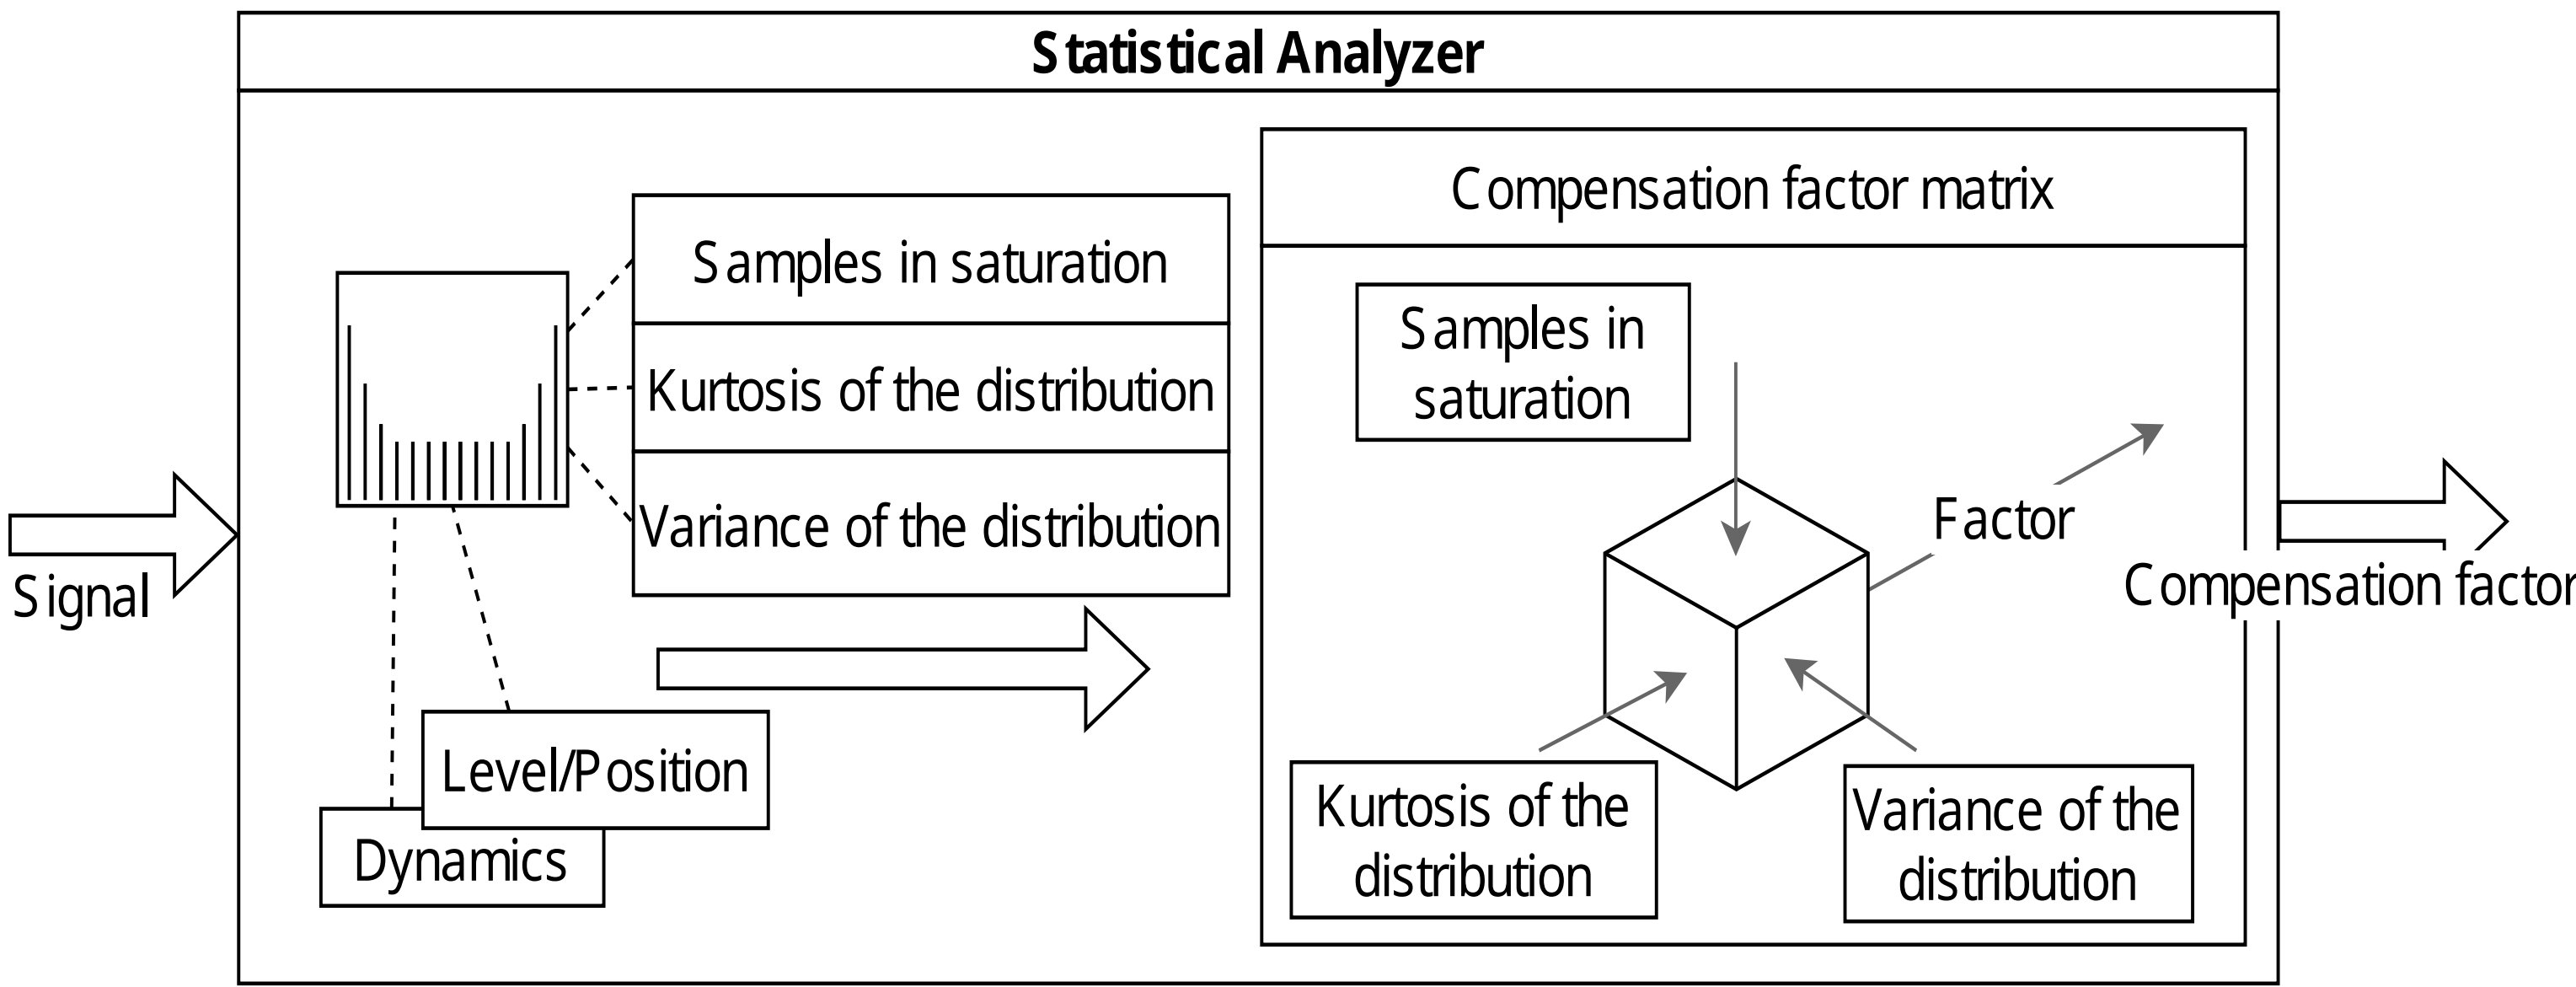 Statistical Analyzer
Signal
Samples in saturation
Kurtosis of the distribution
Variance of the distribution
Level/Position
Dynamics
Compensation factor matrix
Samples in
saturation
Factor
Kurtosis of the
distribution
Variance of the
distribution
Compensation factor